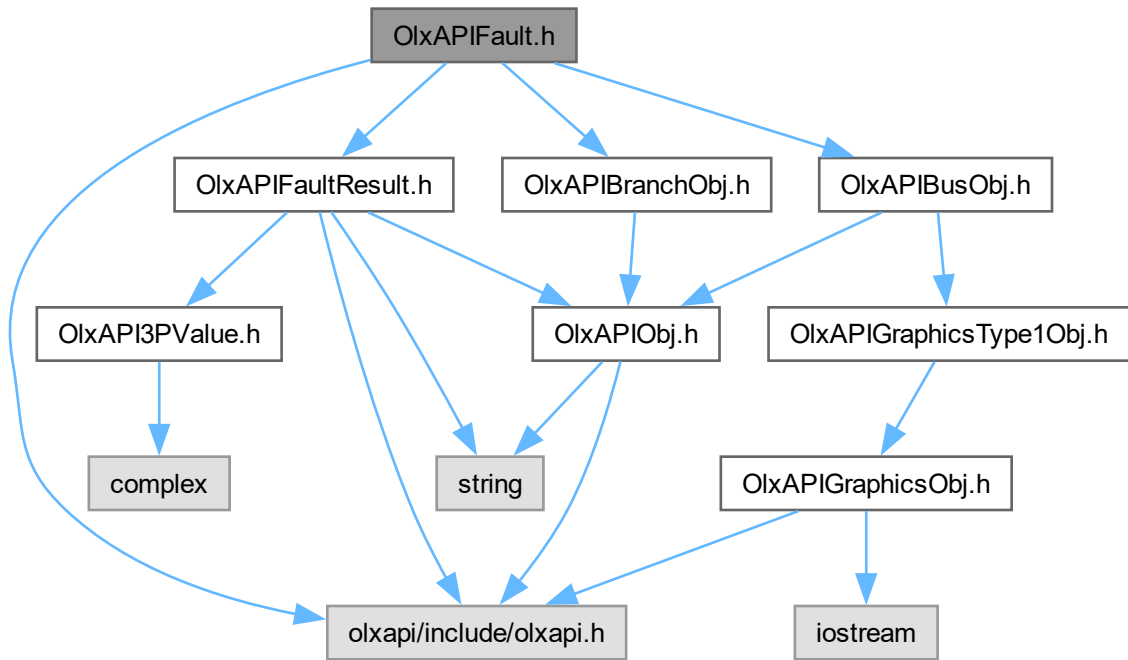 OlxAPIFault.h
OlxAPIFaultResult.h
OlxAPIBranchObj.h
OlxAPIBusObj.h
OlxAPI3PValue.h
OlxAPIObj.h
OlxAPIGraphicsType1Obj.h
complex
string
OlxAPIGraphicsObj.h
olxapi/include/olxapi.h
iostream